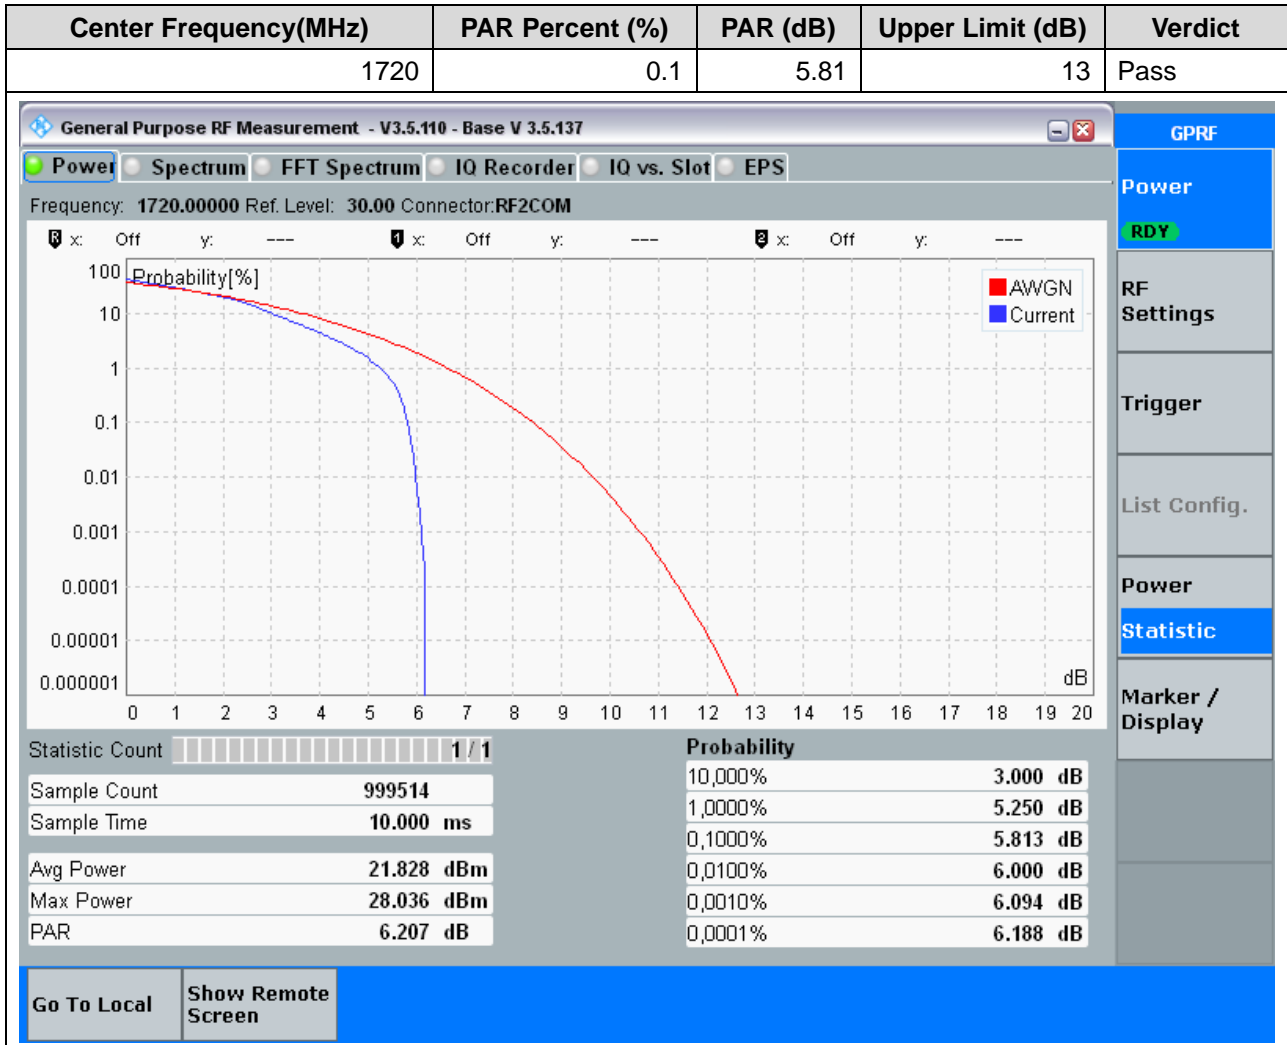 Center Frequency(MHz) PAR Percent (%) PAR (dB) Upper Limit (dB) Verdict
1720 0.1 5.81 13 Pass
General Purpose RF Measurement - V3.5.110 - Base V 3.5.137
GPRF
Power Spectrum FFT Spectrum IQ Recorder IQ vs. Slot EPS
Power
RDY
Frequency: 1720.00000 Ref. Level: 30.00 Connector:RF2COM
R x: Off y: --- 1 x: Off y: --- 2 x: Off y: ---
Probability[%]
AWGN
Current
100
10
1
0.1
0.01
0.001
0.0001
0.00001
0.000001
dB
0 1 2 3 4 5 6 7 8 9 10 11 12 13 14 15 16 17 18 19 20
RF
Settings
Trigger
List Config.
Power
Statistic
Marker /
Display
Statistic Count 1 / 1
Sample Count 999514
Sample Time 10.000 ms
Avg Power 21.828 dBm
Max Power 28.036 dBm
PAR 6.207 dB
Probability
10,000% 3.000 dB
1,0000% 5.250 dB
0,1000% 5.813 dB
0,0100% 6.000 dB
0,0010% 6.094 dB
0,0001% 6.188 dB
Go To Local
Show Remote
Screen